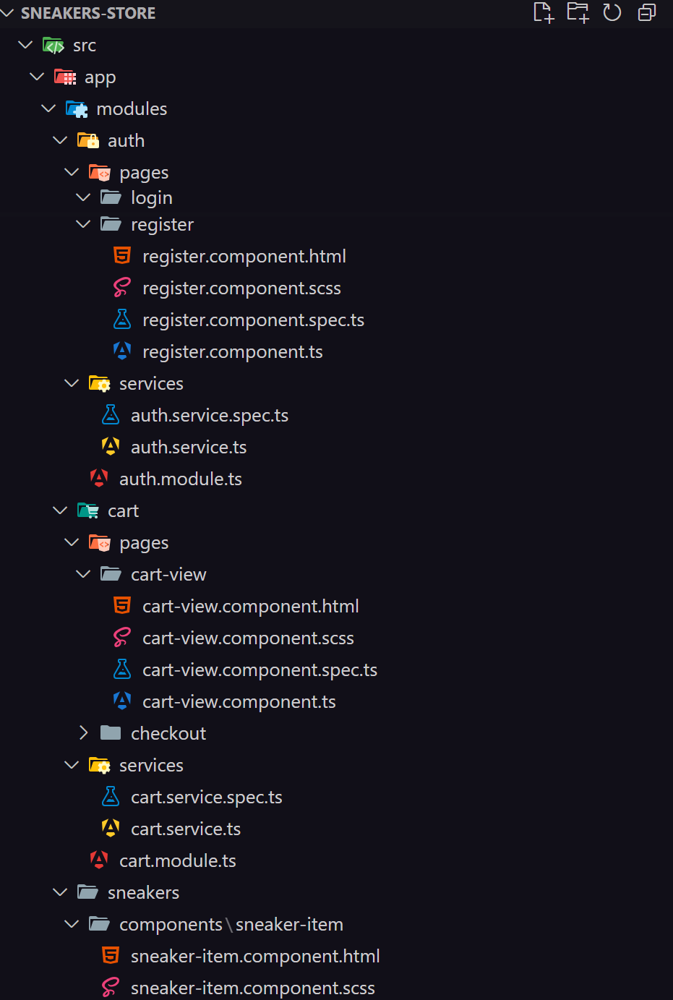 SNEAKERS-STORE
src
app
modules
auth
pages
login
register
register.component.html
register.component.scss
register.component.spec.ts
register.component.ts
services
auth.service.spec.ts
auth.service.ts
auth.module.ts
cart
pages
cart-view
cart-view.component.html
cart-view.component.scss
cart-view.component.spec.ts
cart-view.component.ts
checkout
services
cart.service.spec.ts
cart.service.ts
cart.module.ts
sneakers
components\sneaker-item
sneaker-item.component.html
sneaker-item.component.scss